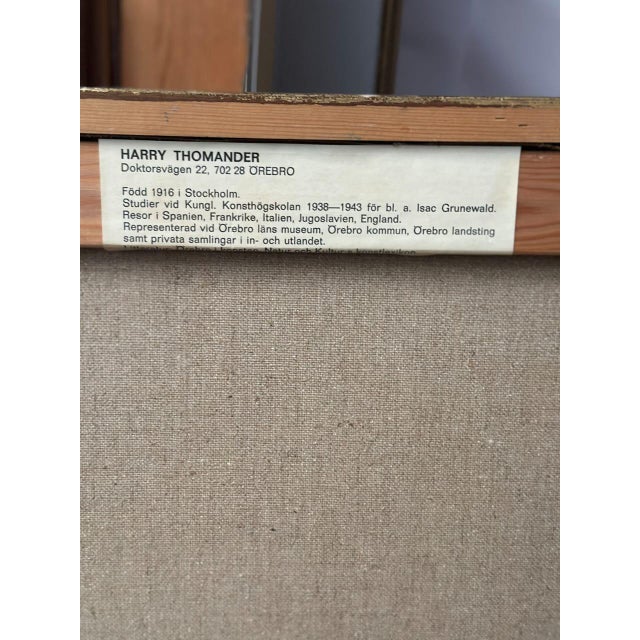 HARRY THOMANDER
Doktorsvägen 22, 702 28 ÖREBRO
Född 1916 i Stockholm.
Studier vid Kungl. Konsthögskolan 1938—1943 för bl. a. Isac Grunewald.
Resor i Spanien, Frankrike, Italien, Jugoslavien, England.
Representerad vid Örebro läns museum, Örebro kommun, Örebro landsting
samt privata samlingar i in- och utlandet.